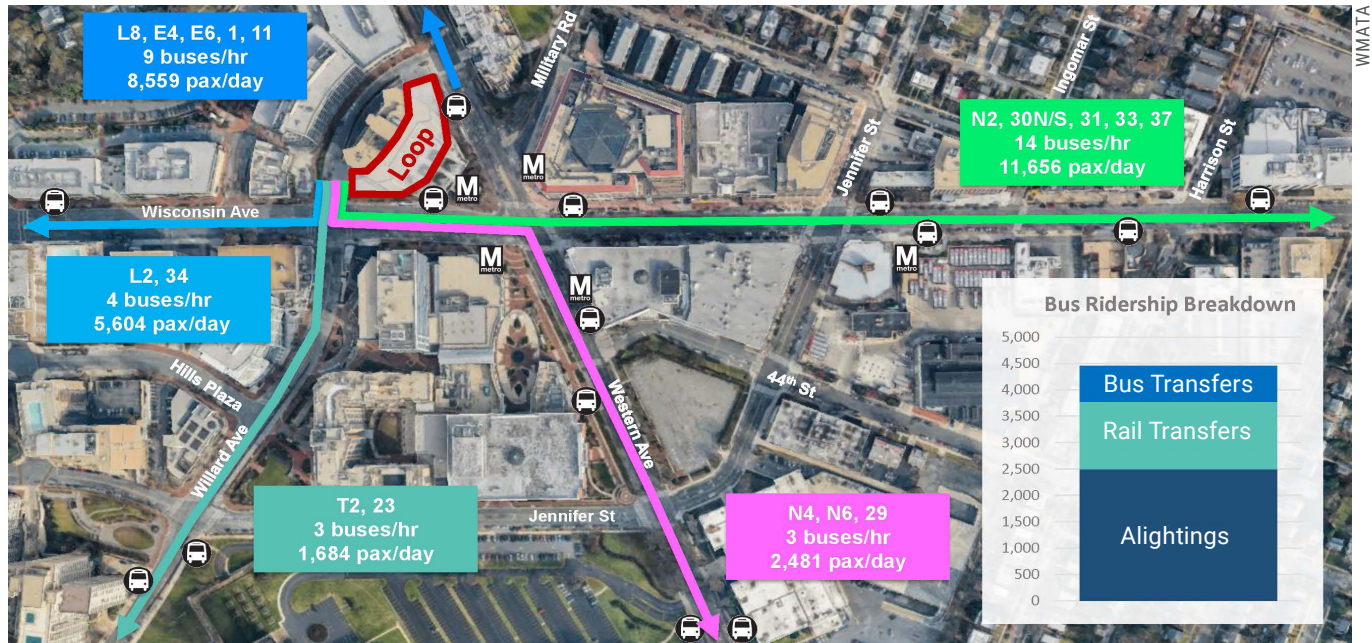 WMATA
L8, E4, E6, 1, 11
9 buses/hr
8,559 pax/day
Loop
Military Rd
Ingomar St
Jennifer St
Harrison St
N2, 30N/S, 31, 33, 37
14 buses/hr
11,656 pax/day
M
metro
M
metro
Wisconsin Ave
M
metro
M
metro
M
metro
L2, 34
4 buses/hr
5,604 pax/day
Hills Plaza
Willard Ave
Western Ave
44th St
T2, 23
3 buses/hr
1,684 pax/day
Jennifer St
N4, N6, 29
3 buses/hr
2,481 pax/day
Bus Ridership Breakdown
5,000
4,500
4,000
3,500
3,000
2,500
2,000
1,500
1,000
500
0
Bus Transfers
Rail Transfers
Alightings